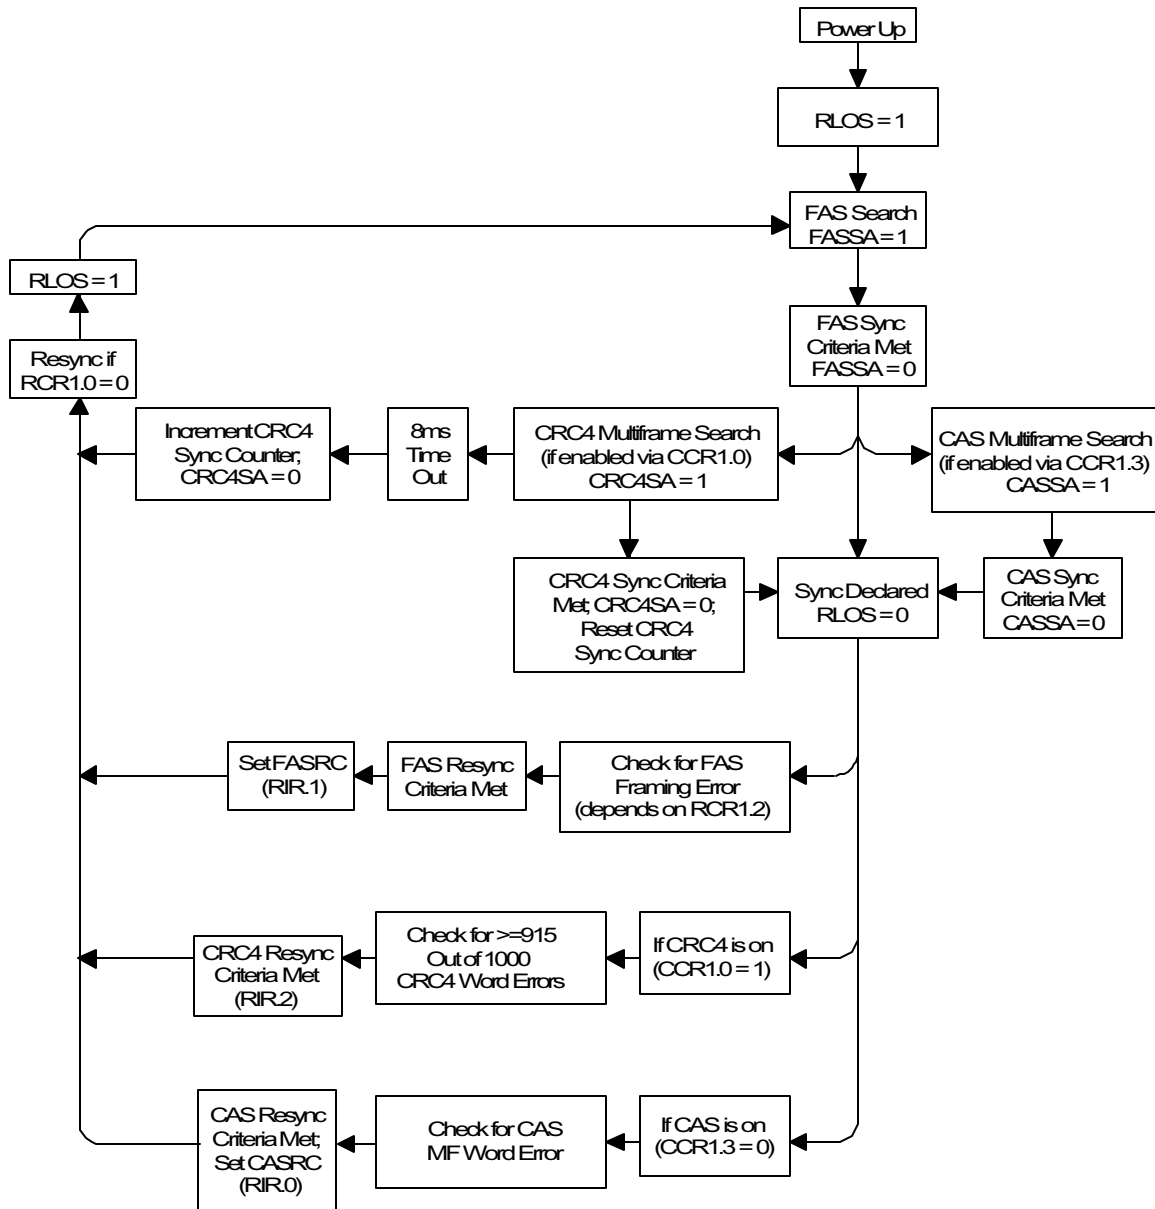 Power Up
RLOS = 1
FAS Search
FASSA = 1
RLOS = 1
FAS Sync
Criteria Met
FASSA = 0
Resync if
RCR1.0 = 0
Increment CRC4
Sync Counter;
CRC4SA = 0
8ms
Time
Out
CRC4 Multiframe Search
(if enabled via CCR1.0)
CRC4SA = 1
CAS Multiframe Search
(if enabled via CCR1.3)
CASSA = 1
CRC4 Sync Criteria
Met; CRC4SA = 0;
Reset CRC4
Sync Counter
Sync Declared
RLOS = 0
CAS Sync
Criteria Met
CASSA = 0
Set FASRC
(RIR.1)
FAS Resync
Criteria Met
Check for FAS
Framing Error
(depends on RCR1.2)
CRC4 Resync
Criteria Met
(RIR.2)
Check for >=915
Out of 1000
CRC4 Word Errors
If CRC4 is on
(CCR1.0 = 1)
CAS Resync
Criteria Met;
Set CASRC
(RIR.0)
Check for CAS
MF Word Error
If CAS is on
(CCR1.3 = 0)